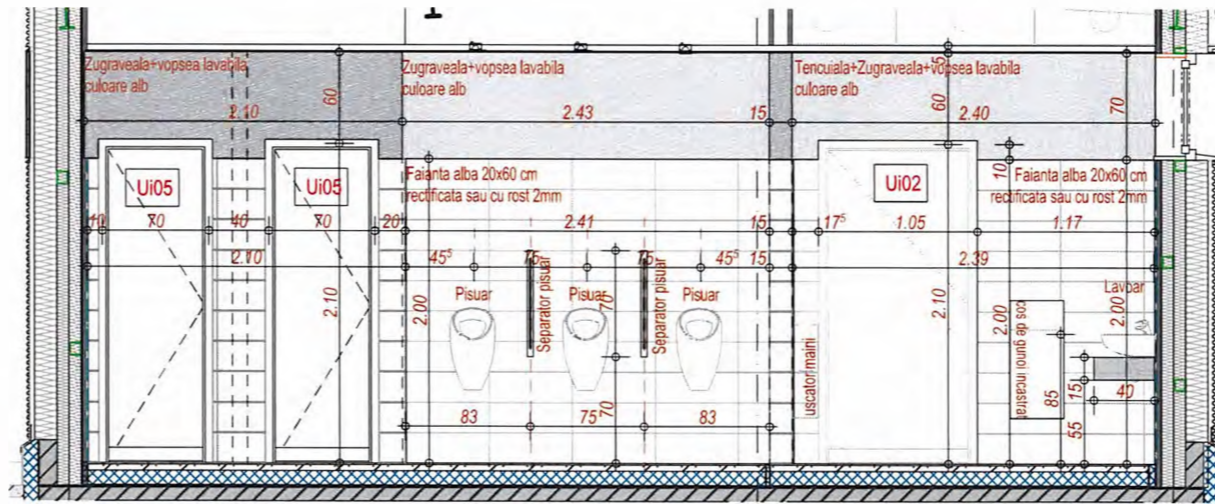 Zugraveala+vopsea lavabila
culoare alb
Zugraveala+vopsea lavabila
culoare alb
Tencuiala+Zugraveala+vopsea lavabila
culoare alb
60
5
60
70
2.10
2.43
15
2.40
Ui05
Ui05
Faianta alba 20x60 cm
rectificata sau cu rost 2mm
Ui02
10
Faianta alba 20x60 cm
rectificata sau cu rost 2mm
10
70
40
70
20
2.41
15
17⁵
1.05
1.17
2.10
45⁵
75
75
45⁵
15
2.39
2.10
2.00
Pisuar
Separator pisuar
Pisuar
70
Separator pisuar
Pisuar
2.10
2.00
Lavoar
2.00
uscator maini
cos de gunoi incastrat
85
15
40
55
83
75
70
83